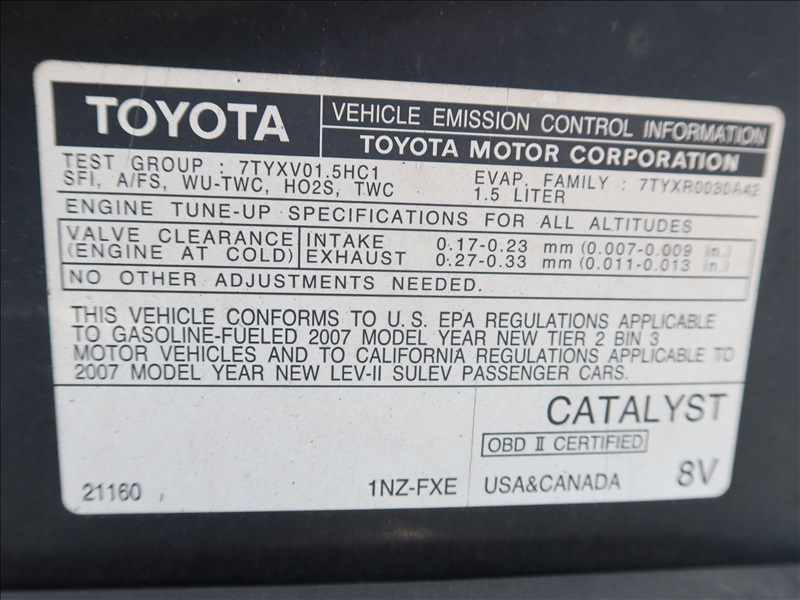 TOYOTA
VEHICLE EMISSION CONTROL INFORMATION
TOYOTA MOTOR CORPORATION
TEST GROUP : 7TYXV01.5HC1
EVAP. FAMILY : 7TYXR0030A42
SFI, A/FS, WU-TWC, HO2S, TWC
1.5 LITER
ENGINE TUNE-UP SPECIFICATIONS FOR ALL ALTITUDES
VALVE CLEARANCE
(ENGINE AT COLD)
INTAKE 0.17-0.23 mm (0.007-0.009 in.)
EXHAUST 0.27-0.33 mm (0.011-0.013 in.)
NO OTHER ADJUSTMENTS NEEDED.
THIS VEHICLE CONFORMS TO U.S. EPA REGULATIONS APPLICABLE
TO GASOLINE-FUELED 2007 MODEL YEAR NEW TIER 2 BIN 3
MOTOR VEHICLES AND TO CALIFORNIA REGULATIONS APPLICABLE TO
2007 MODEL YEAR NEW LEV-II SULEV PASSENGER CARS.
CATALYST
OBD II CERTIFIED
21160
1NZ-FXE
USA&CANADA
8V